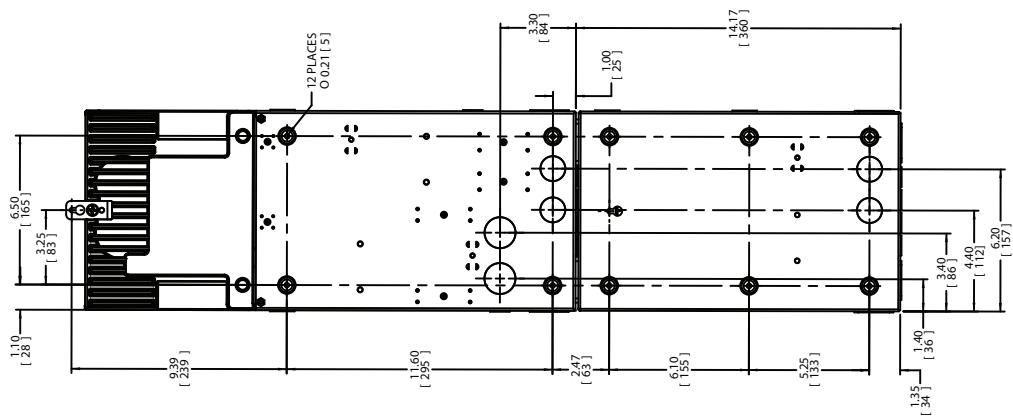 3.30
[ 84 ]
14.17
[ 360 ]
12 PLACES
O 0.21 [ 5 ]
1.00
[ 25 ]
6.50
[ 165 ]
3.25
[ 83 ]
1.10
[ 28 ]
9.39
[ 239 ]
11.60
[ 295 ]
2.47
[ 63 ]
6.10
[ 155 ]
5.25
[ 133 ]
3.40
[ 86 ]
4.40
[ 112 ]
6.20
[ 157 ]
1.40
[ 36 ]
1.35
[ 34 ]